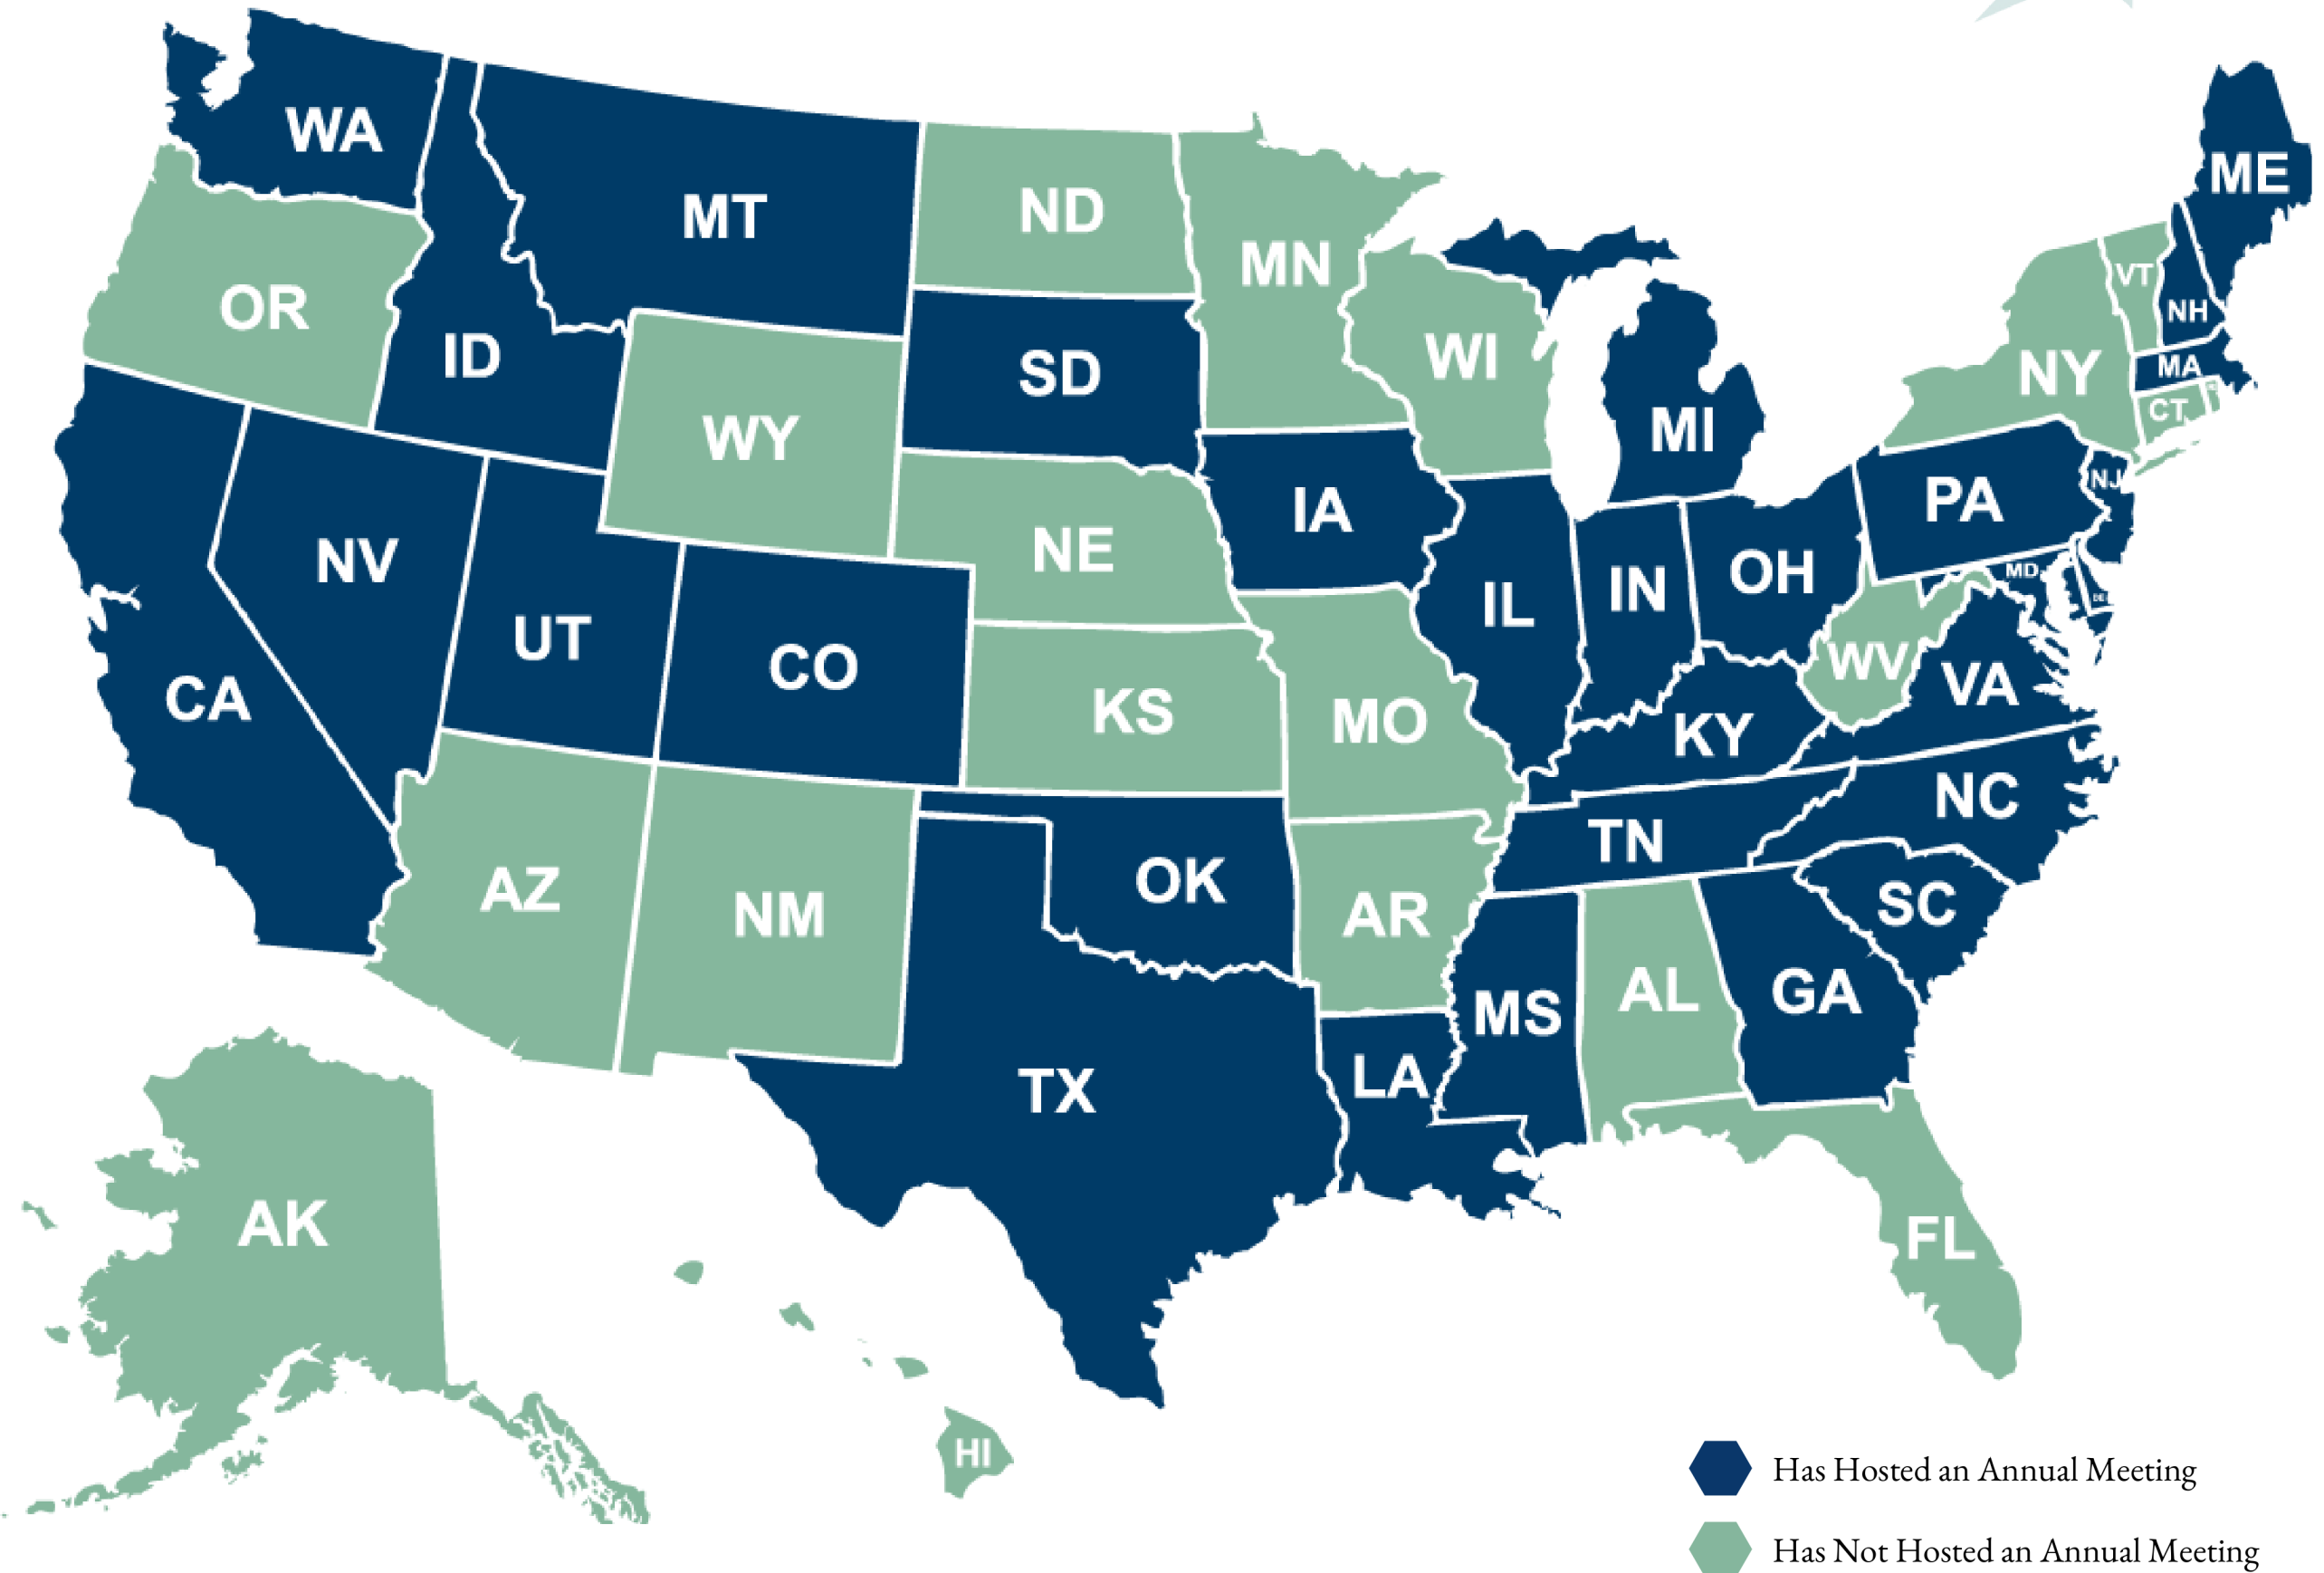 WA
MT
ND
MN
ME
OR
ID
SD
WI
VT
NH
NY
MA
CT
WY
MI
IA
PA
NJ
NV
NE
IL
IN
OH
MD
DE
UT
CO
CA
KS
MO
WV
VA
KY
NC
TN
AZ
NM
OK
AR
SC
MS
AL
GA
TX
LA
AK
FL
HI
Has Hosted an Annual Meeting
Has Not Hosted an Annual Meeting